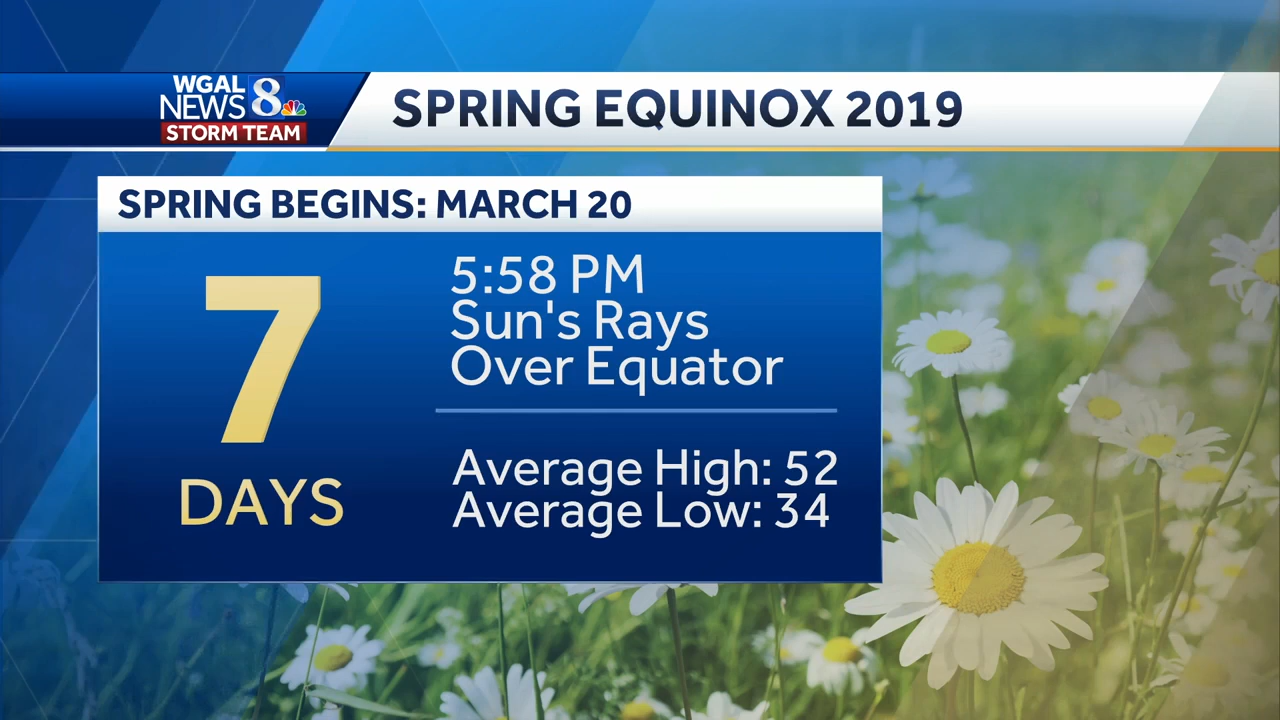 WGAL
NEWS 8
STORM TEAM
SPRING EQUINOX 2019
SPRING BEGINS: MARCH 20
7
DAYS
5:58 PM
Sun's Rays
Over Equator
Average High: 52
Average Low: 34